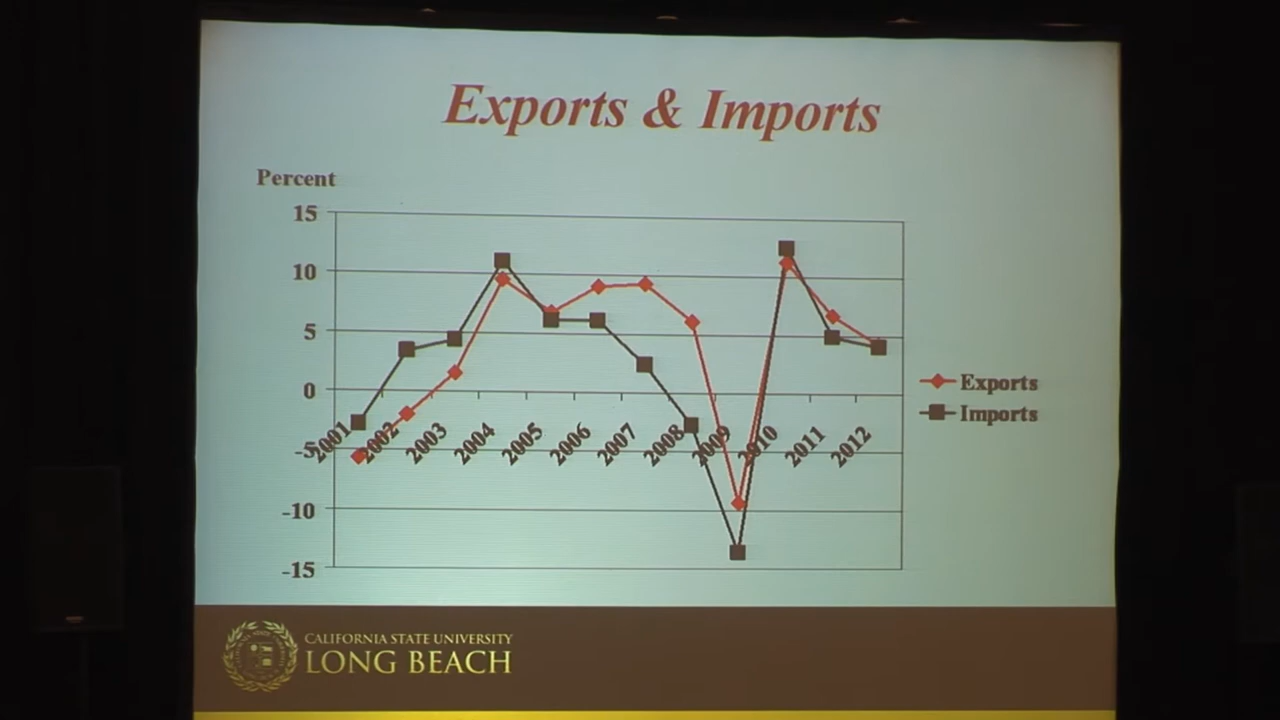 Exports & Imports
Percent
15
10
5
0
-5
-10
-15
2001 2002 2003 2004 2005 2006 2007 2008 2009 2010 2011 2012
Exports
Imports
CALIFORNIA STATE UNIVERSITY
LONG BEACH